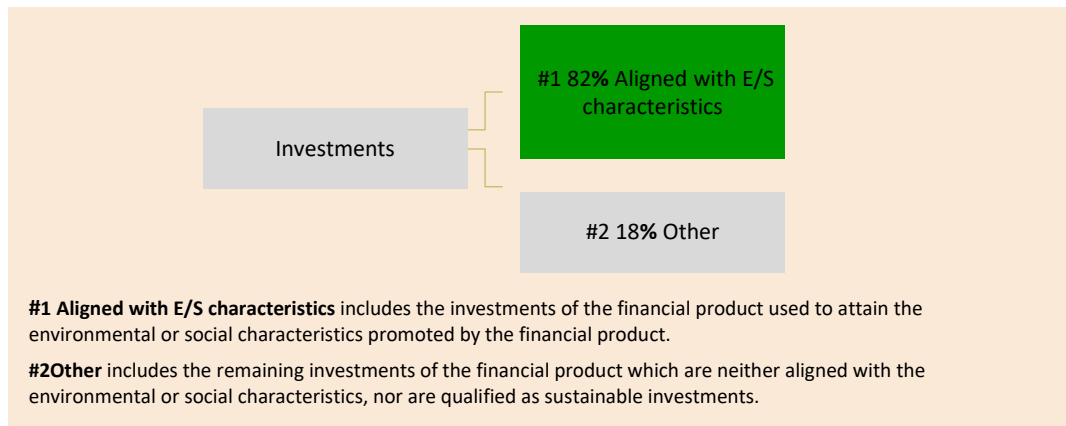 #1 82% Aligned with E/S
characteristics
Investments
#2 18% Other
#1 Aligned with E/S characteristics includes the investments of the financial product used to attain the
environmental or social characteristics promoted by the financial product.
#2Other includes the remaining investments of the financial product which are neither aligned with the
environmental or social characteristics, nor are qualified as sustainable investments.